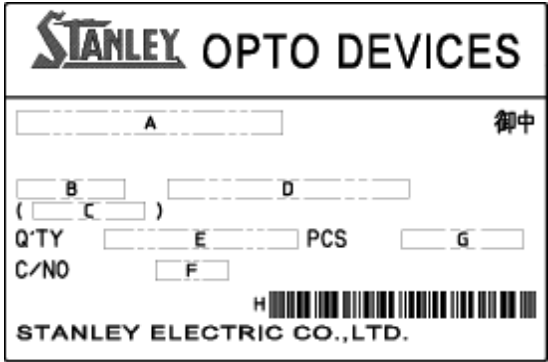 STANLEY OPTO DEVICES
A 御中
B D
( C )
Q'TY E PCS G
C/NO F
H
STANLEY ELECTRIC CO.,LTD.